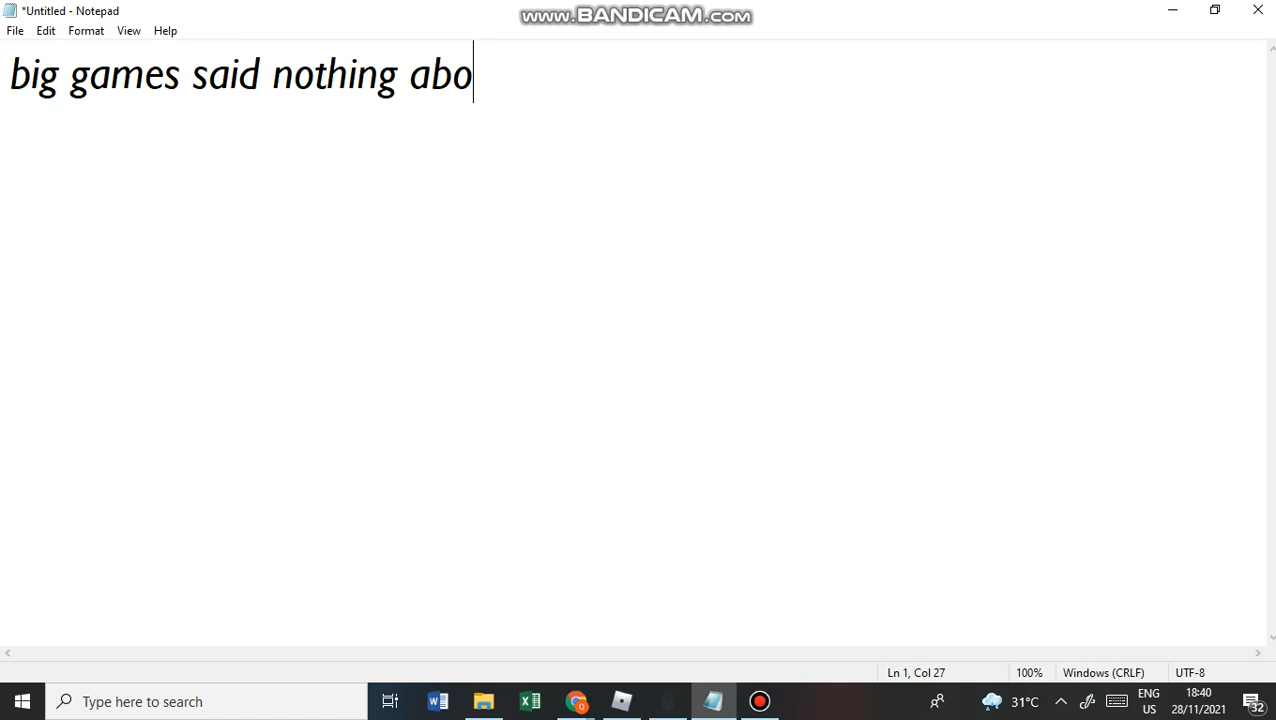 *Untitled - Notepad
www.BANDICAM.com
File Edit Format View Help
big games said nothing abo
Ln 1, Col 27 100% Windows (CRLF) UTF-8
Type here to search
31°C
ENG
US
18:40
28/11/2021
32